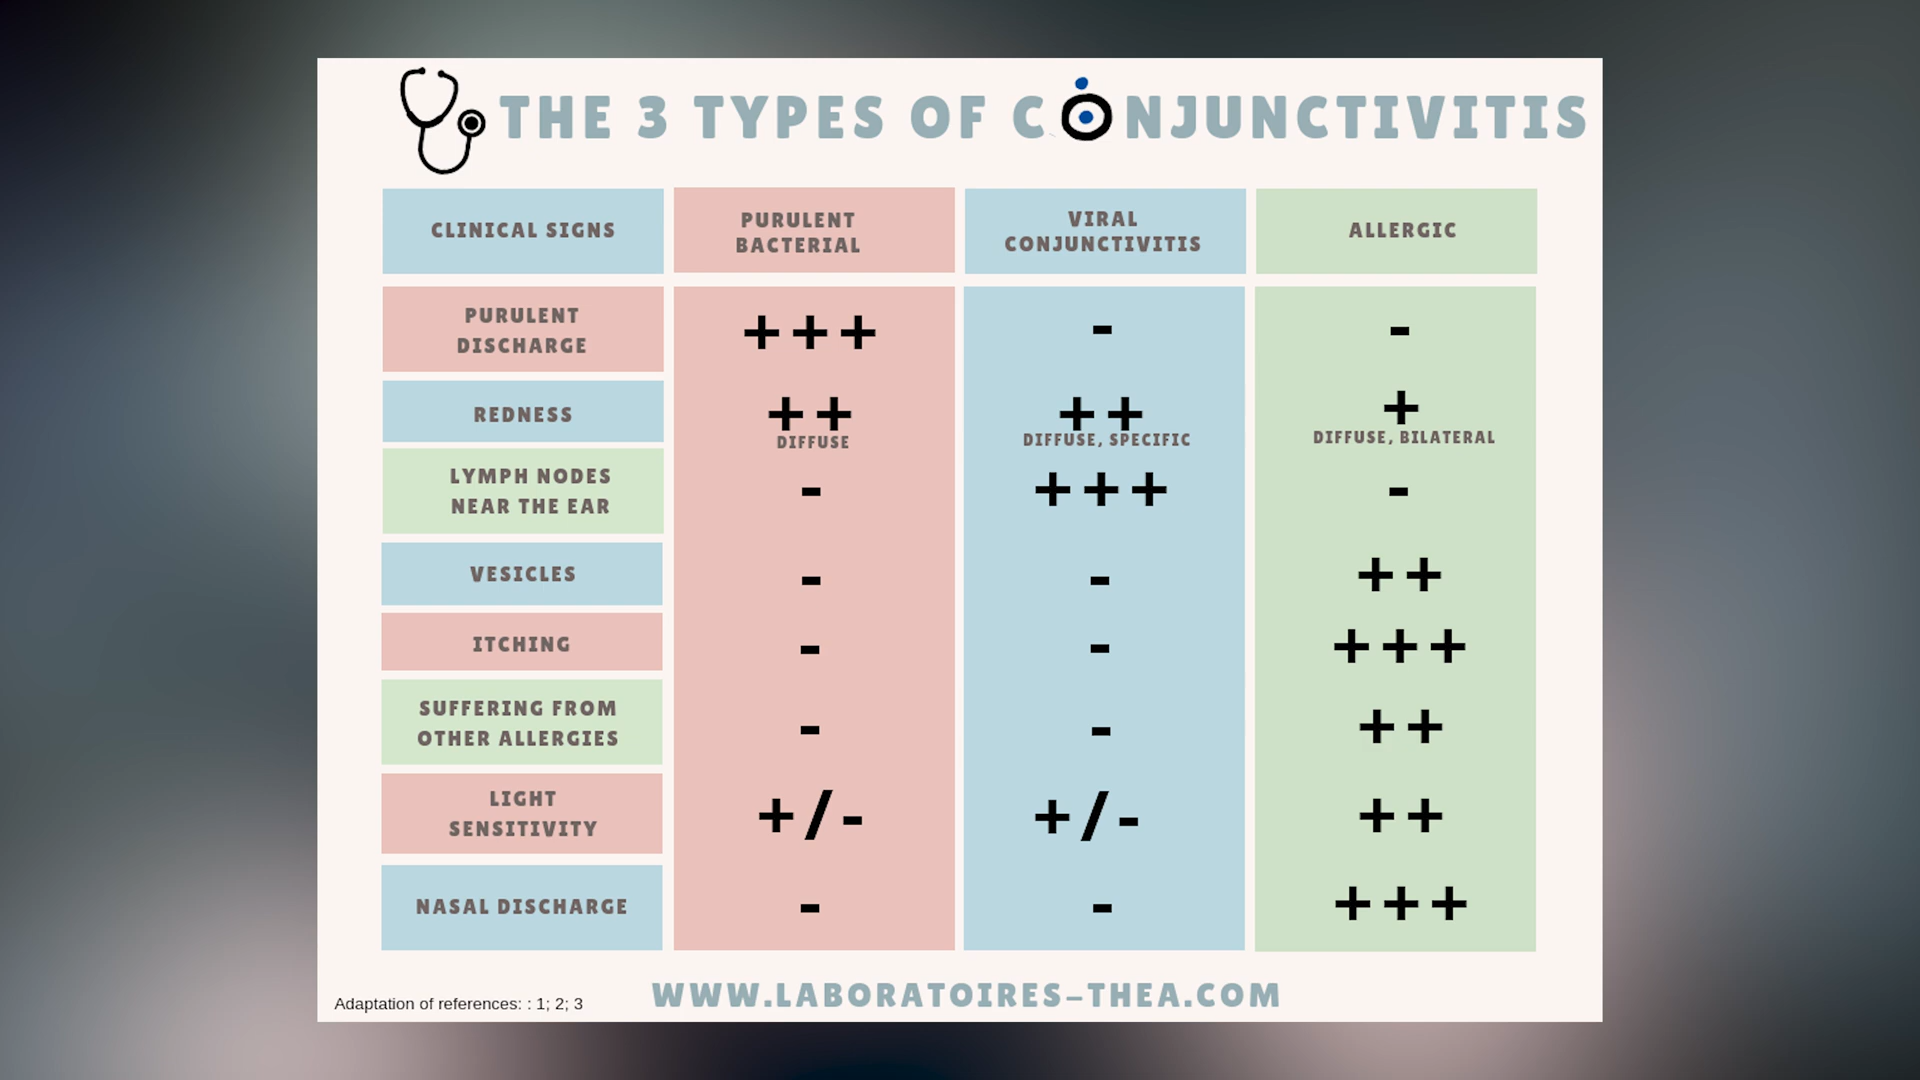 THE 3 TYPES OF CONJUNCTIVITIS
CLINICAL SIGNS
PURULENT
BACTERIAL
VIRAL
CONJUNCTIVITIS
ALLERGIC
PURULENT
DISCHARGE
+++
-
-
REDNESS
++
DIFFUSE
++
DIFFUSE, SPECIFIC
+
DIFFUSE, BILATERAL
LYMPH NODES
NEAR THE EAR
-
+++
-
VESICLES
-
-
++
ITCHING
-
-
+++
SUFFERING FROM
OTHER ALLERGIES
-
-
++
LIGHT
SENSITIVITY
+/-
+/-
++
NASAL DISCHARGE
-
-
+++
Adaptation of references: : 1; 2; 3
WWW.LABORATOIRES-THEA.COM